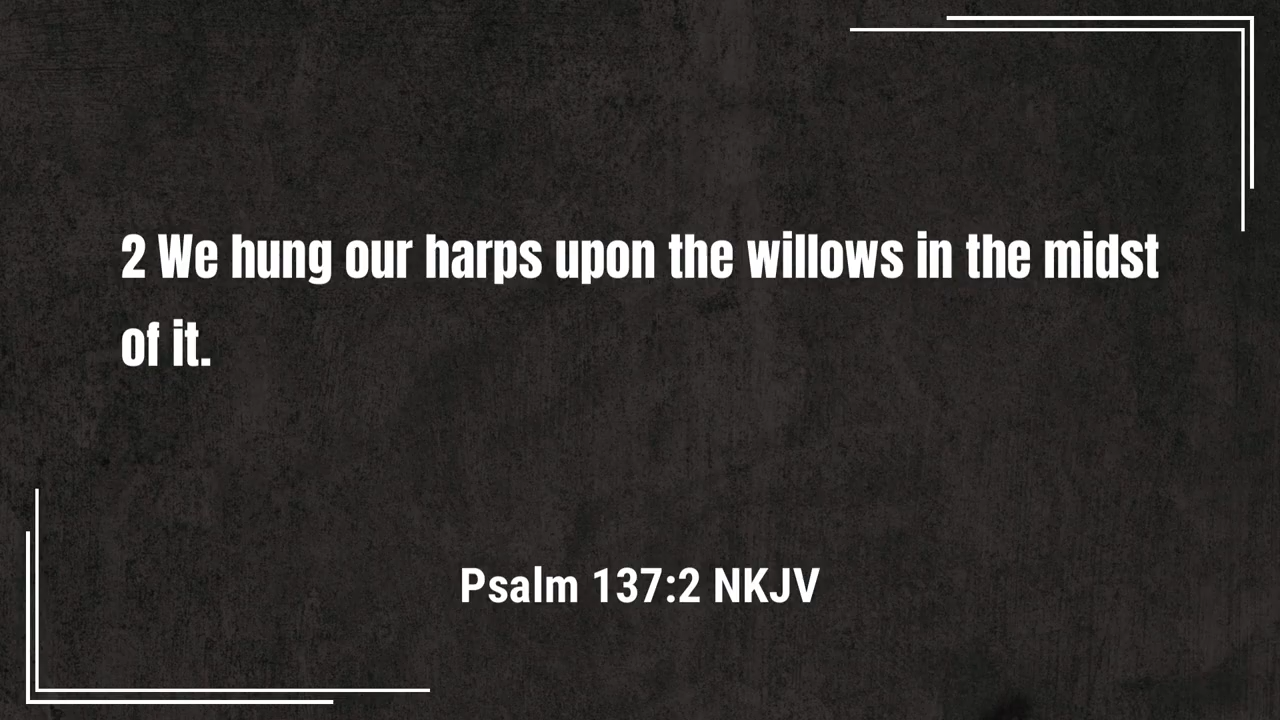 2 We hung our harps upon the willows in the midst
of it.
Psalm 137:2 NKJV